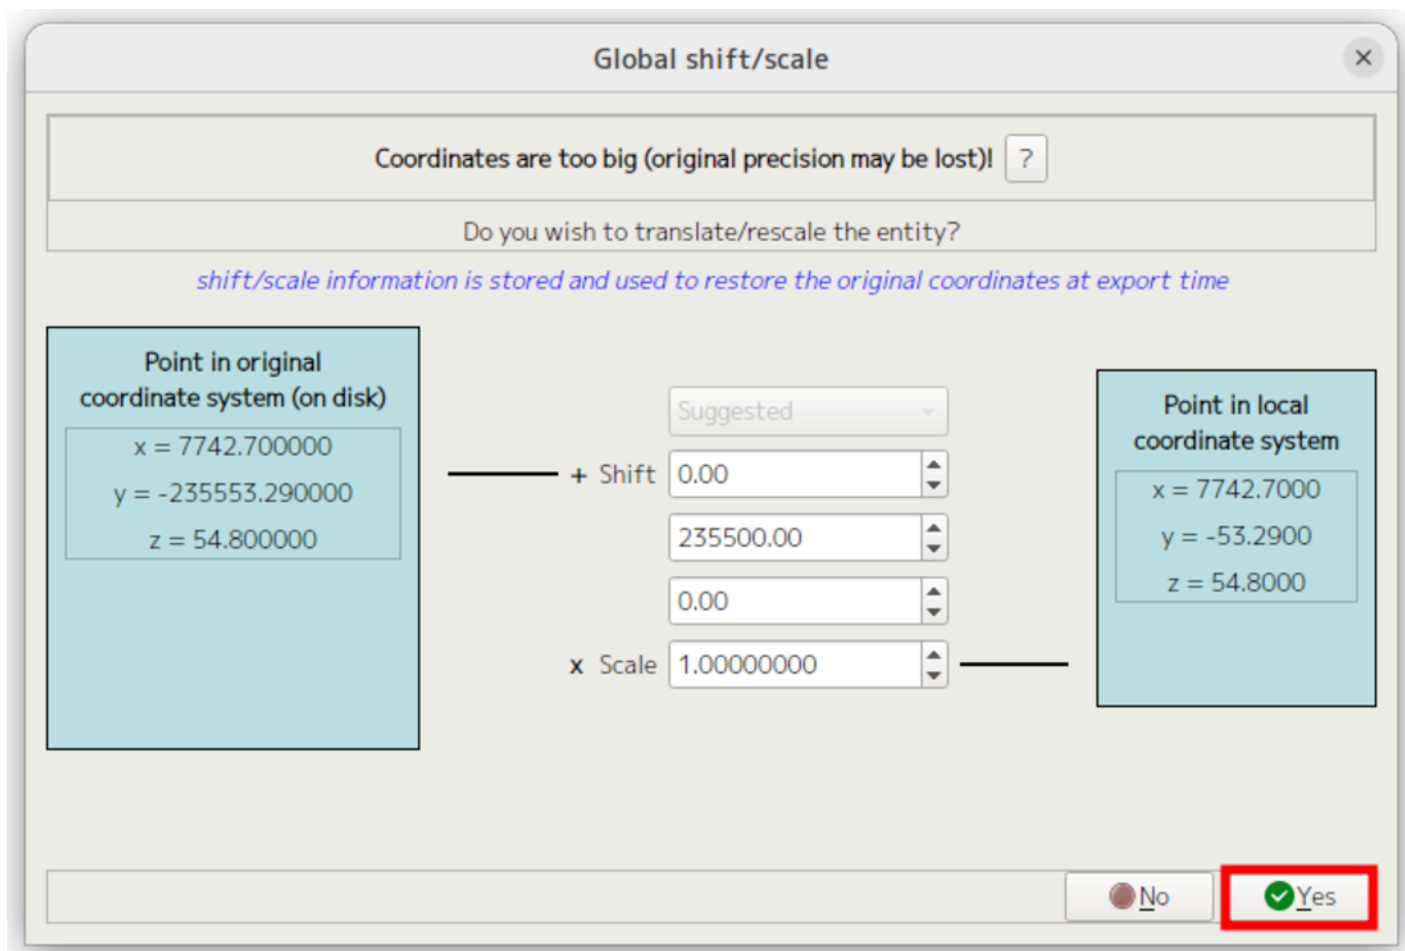 Global shift/scale
Coordinates are too big (original precision may be lost)! ?
Do you wish to translate/rescale the entity?
shift/scale information is stored and used to restore the original coordinates at export time
Point in original
coordinate system (on disk)
x = 7742.700000
y = -235553.290000
z = 54.800000
Suggested
+ Shift 0.00
235500.00
0.00
x Scale 1.00000000
Point in local
coordinate system
x = 7742.7000
y = -53.2900
z = 54.8000
No
Yes